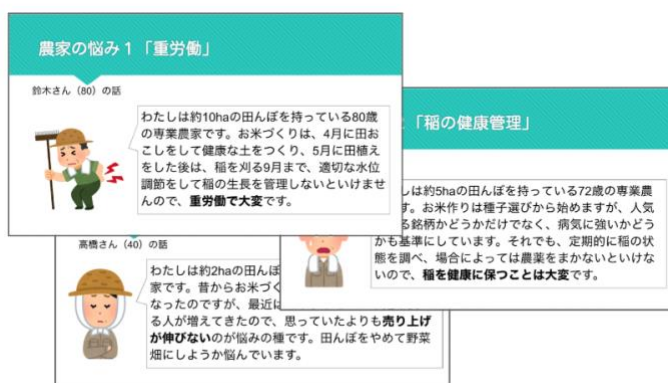 農家の悩み1「重労働」
鈴木さん（80）の話
わたしは約10haの田んぼを持っている80歳
の専業農家です。お米づくりは、4月に田お
こしをして健康な土をつくり、5月に田植え
をした後は、稲を刈る9月まで、適切な水位
調節をして稲の生長を管理しないといけませ
んので、重労働で大変です。
「稲の健康管理」
しは約5haの田んぼを持っている72歳の専業農
す。お米作りは種子選びから始めますが、人気
る銘柄かどうかだけでなく、病気に強いかどう
かも基準にしています。それでも、定期的に稲の状
態を調べ、場合によっては農薬をまかないといけな
いので、稲を健康に保つことは大変です。
高橋さん（40）の話
わたしは約2haの田んぼ
家です。昔からお米づく
なったのですが、最近は
る人が増えてきたので、思っていたよりも売り上げ
が伸びないのが悩みの種です。田んぼをやめて野菜
畑にしようか悩んでいます。